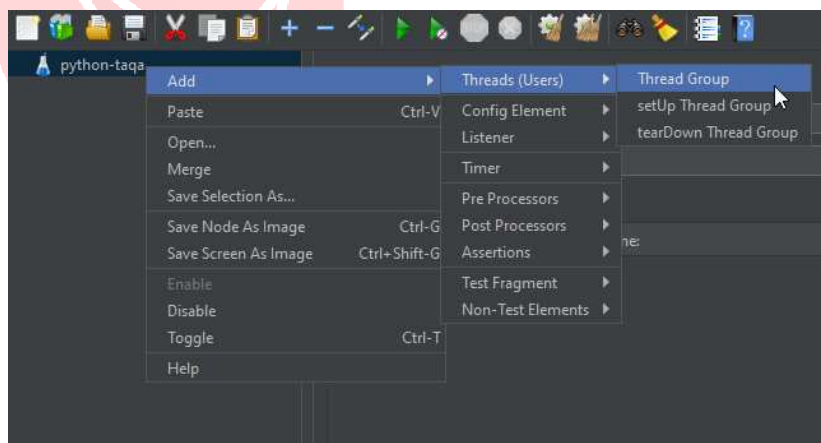 python-taqa
Add
Paste Ctrl-V
Open...
Merge
Save Selection As...
Save Node As Image Ctrl-G
Save Screen As Image Ctrl+Shift-G
Enable
Disable
Toggle Ctrl-T
Help
Threads (Users)
Config Element
Listener
Timer
Pre Processors
Post Processors
Assertions
Test Fragment
Non-Test Elements
Thread Group
setUp Thread Group
tearDown Thread Group
ne: